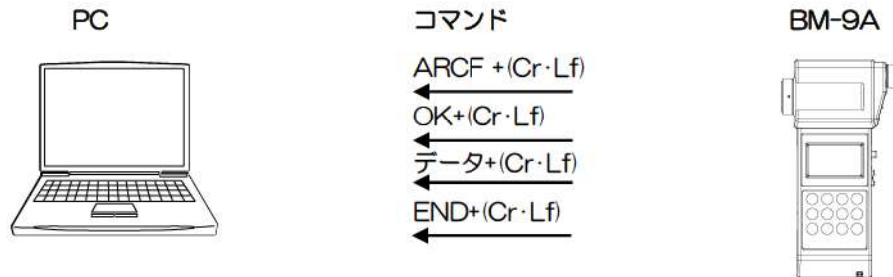 PC
コマンド
BM-9A
ARCF +(Cr·Lf)
OK+(Cr·Lf)
データ+(Cr·Lf)
END+(Cr·Lf)